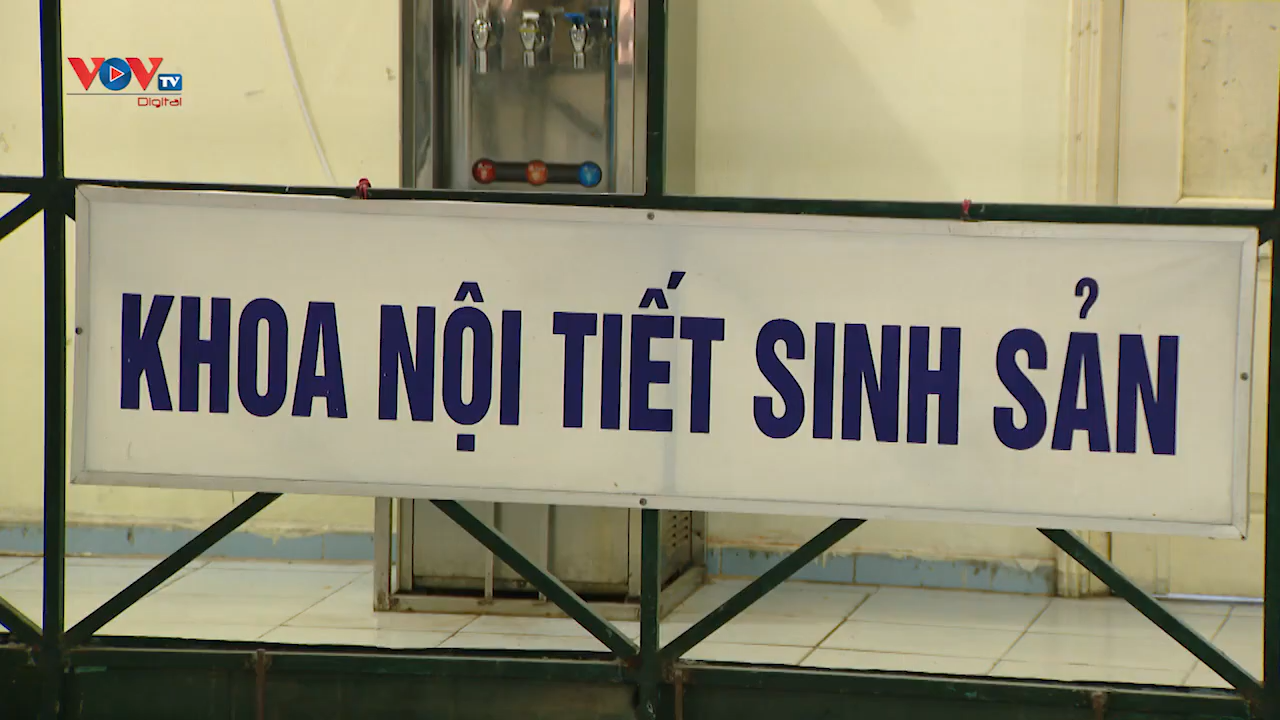 VOV TV
Digital
KHOA NỘI TIẾT SINH SẢN